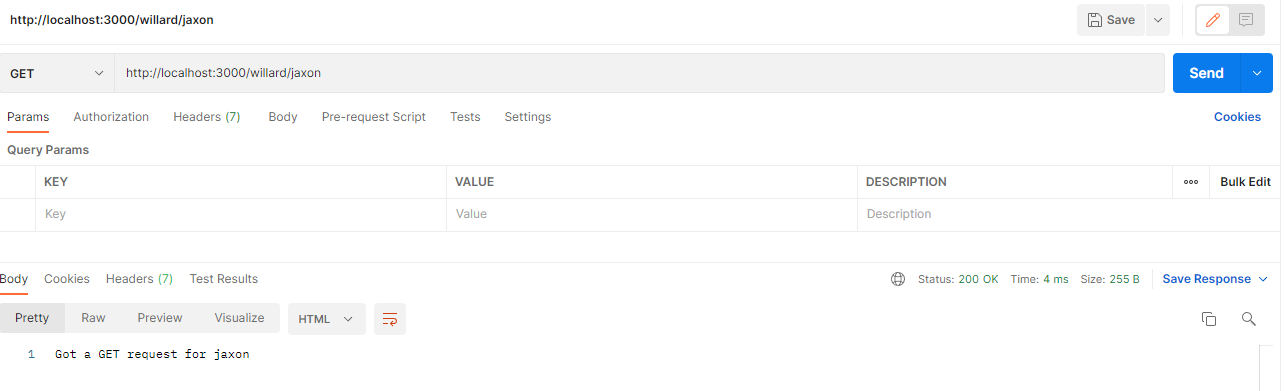 http://localhost:3000/willard/jaxon Save
GET http://localhost:3000/willard/jaxon Send
Params Authorization Headers (7) Body Pre-request Script Tests Settings Cookies
Query Params
KEY VALUE DESCRIPTION ooo Bulk Edit
Key Value Description
Body Cookies Headers (7) Test Results Status: 200 OK Time: 4 ms Size: 255 B Save Response
Pretty Raw Preview Visualize HTML
1 Got a GET request for jaxon